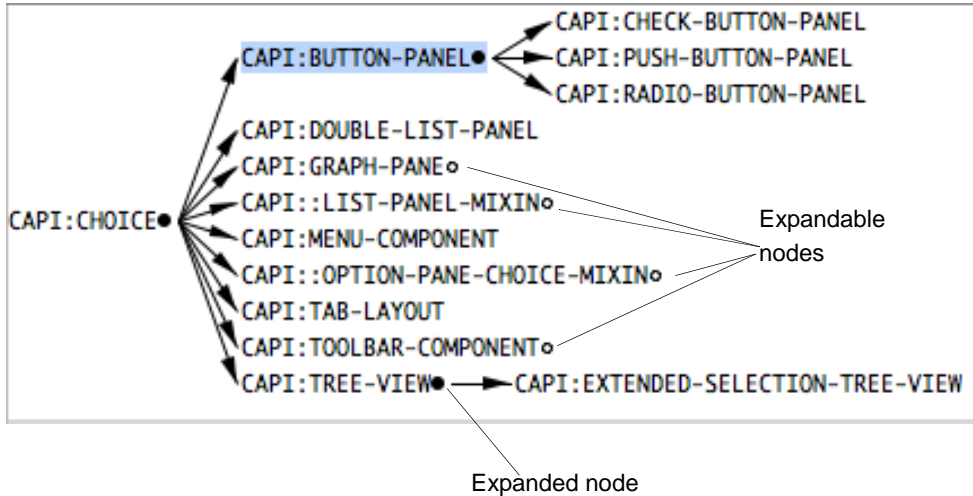 CAPI:CHECK-BUTTON-PANEL
CAPI:BUTTON-PANEL
CAPI:PUSH-BUTTON-PANEL
CAPI:RADIO-BUTTON-PANEL
CAPI:DOUBLE-LIST-PANEL
CAPI:GRAPH-PANE
CAPI::LIST-PANEL-MIXIN
CAPI:CHOICE
Expandable
nodes
CAPI:MENU-COMPONENT
CAPI::OPTION-PANE-CHOICE-MIXIN
CAPI:TAB-LAYOUT
CAPI:TOOLBAR-COMPONENT
CAPI:TREE-VIEW
CAPI:EXTENDED-SELECTION-TREE-VIEW
Expanded node